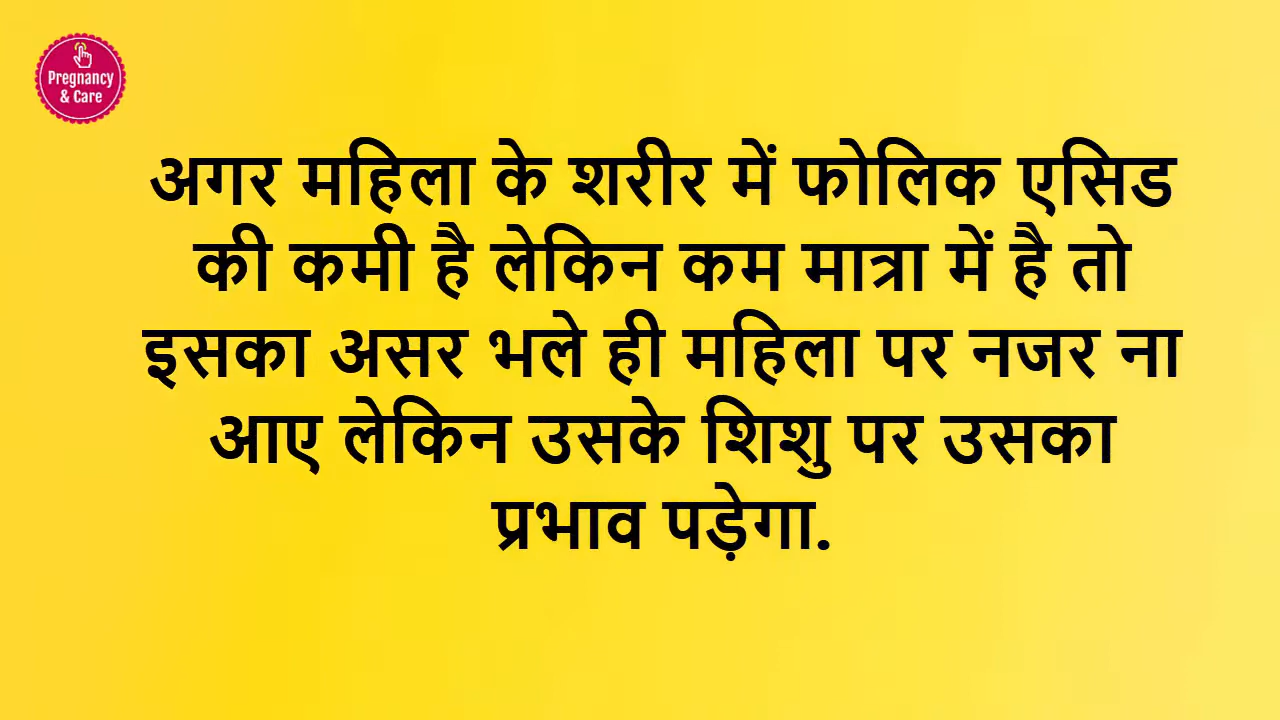 Pregnancy
& Care
अगर महिला के शरीर में फोलिक एसिड
की कमी है लेकिन कम मात्रा में है तो
इसका असर भले ही महिला पर नजर ना
आए लेकिन उसके शिशु पर उसका
प्रभाव पड़ेगा.